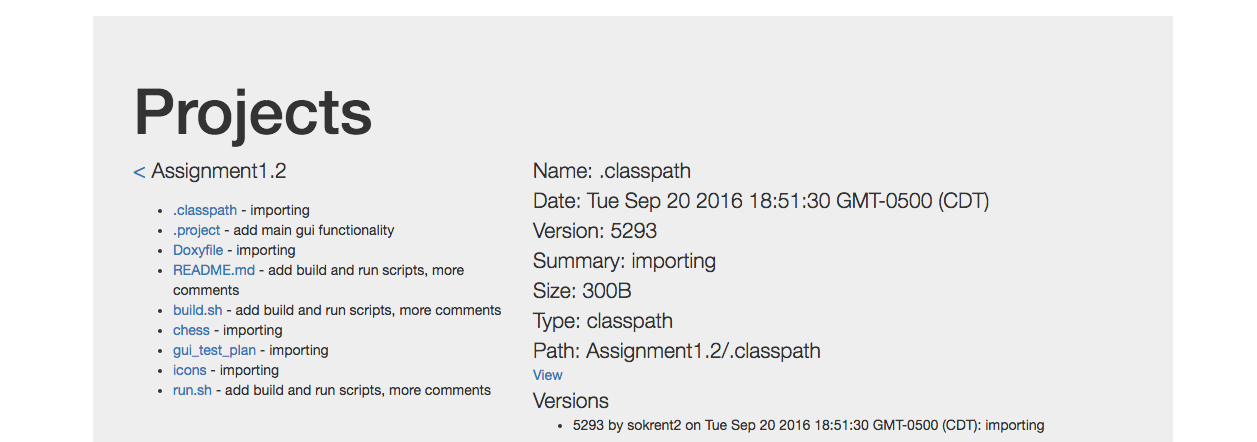 Projects
< Assignment1.2
.classpath - importing
.project - add main gui functionality
Doxyfile - importing
README.md - add build and run scripts, more
comments
build.sh - add build and run scripts, more comments
chess - importing
gui_test_plan - importing
icons - importing
run.sh - add build and run scripts, more comments
Name: .classpath
Date: Tue Sep 20 2016 18:51:30 GMT-0500 (CDT)
Version: 5293
Summary: importing
Size: 300B
Type: classpath
Path: Assignment1.2/.classpath
View
Versions
5293 by sokrent2 on Tue Sep 20 2016 18:51:30 GMT-0500 (CDT): importing